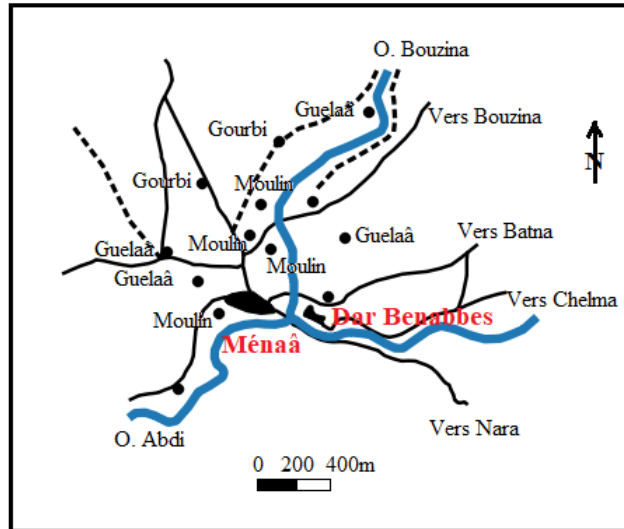 O. Bouzina
Guelaâ
Vers Bouzina
Gourbi
N
Moulin
Gourbi
Guelaâ
Moulin
Guelaâ
Moulin
Vers Batna
Guelaâ
Vers Chelma
Moulin
Dar Benabbes
Ménaâ
Vers Nara
O. Abdi
0 200 400m